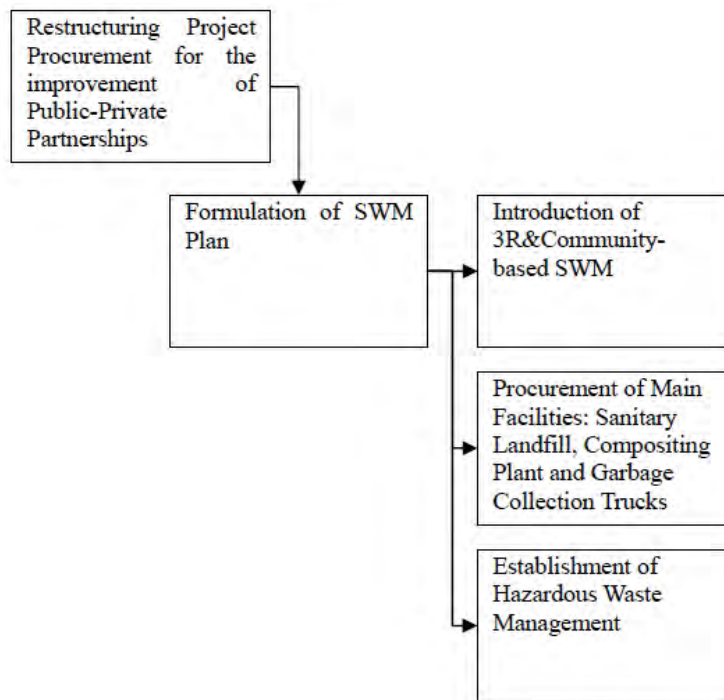 Restructuring Project
Procurement for the
improvement of
Public-Private
Partnerships
Formulation of SWM
Plan
Introduction of
3R&Community-
based SWM
Procurement of Main
Facilities: Sanitary
Landfill, Compositing
Plant and Garbage
Collection Trucks
Establishment of
Hazardous Waste
Management